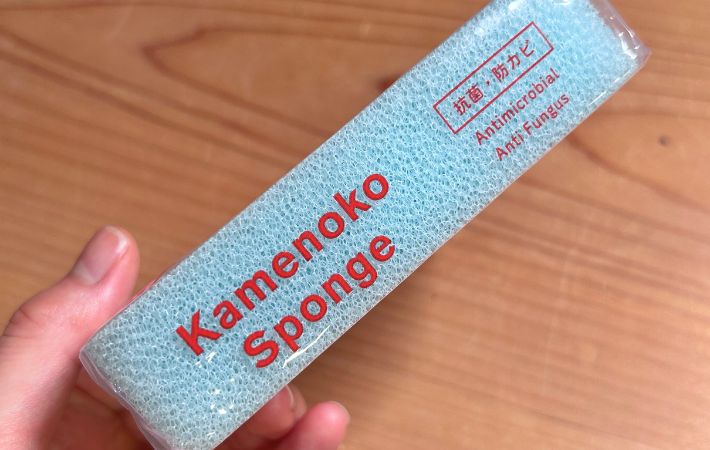 抗菌・防カビ
Antimicrobial
Anti Fungus
Kamenoko
Sponge